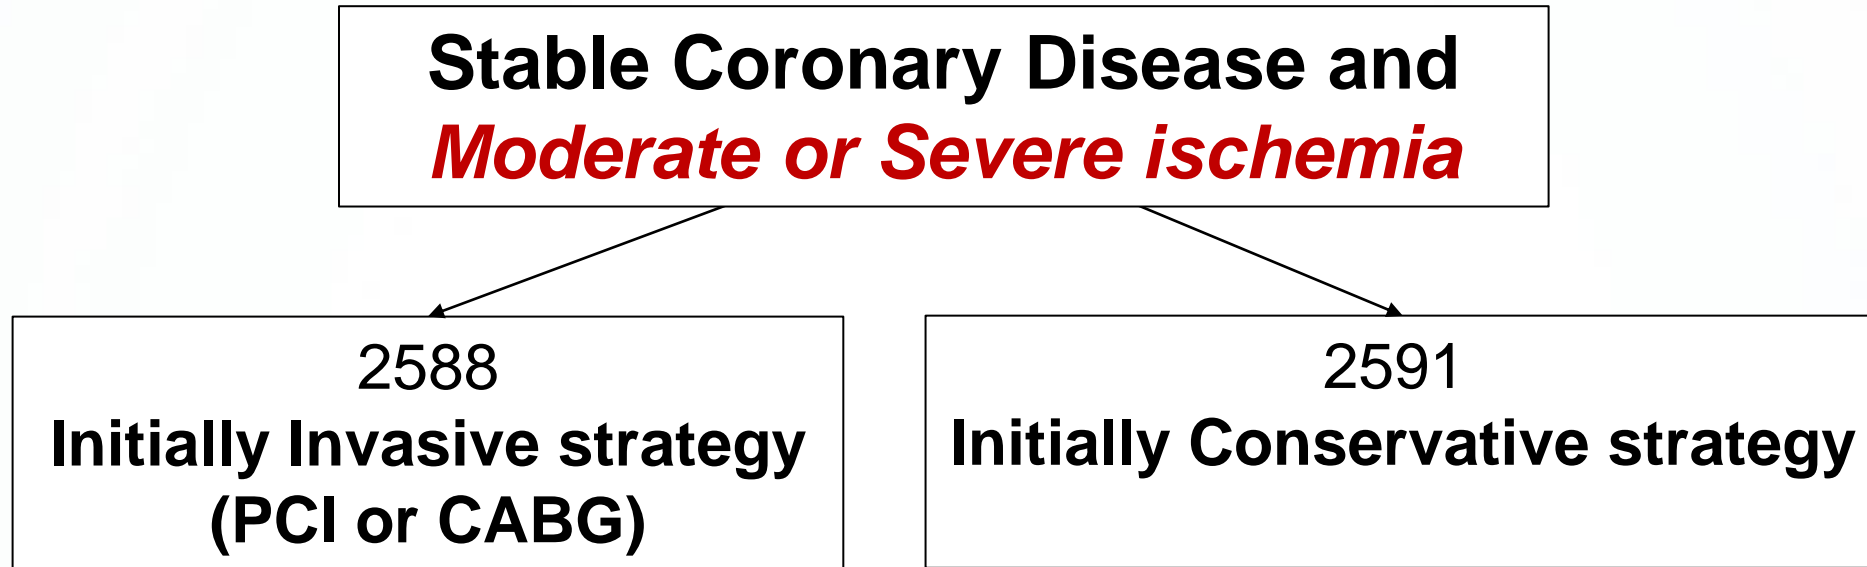 Stable Coronary Disease and
Moderate or Severe ischemia
2588
Initially Invasive strategy
(PCI or CABG)
2591
Initially Conservative strategy